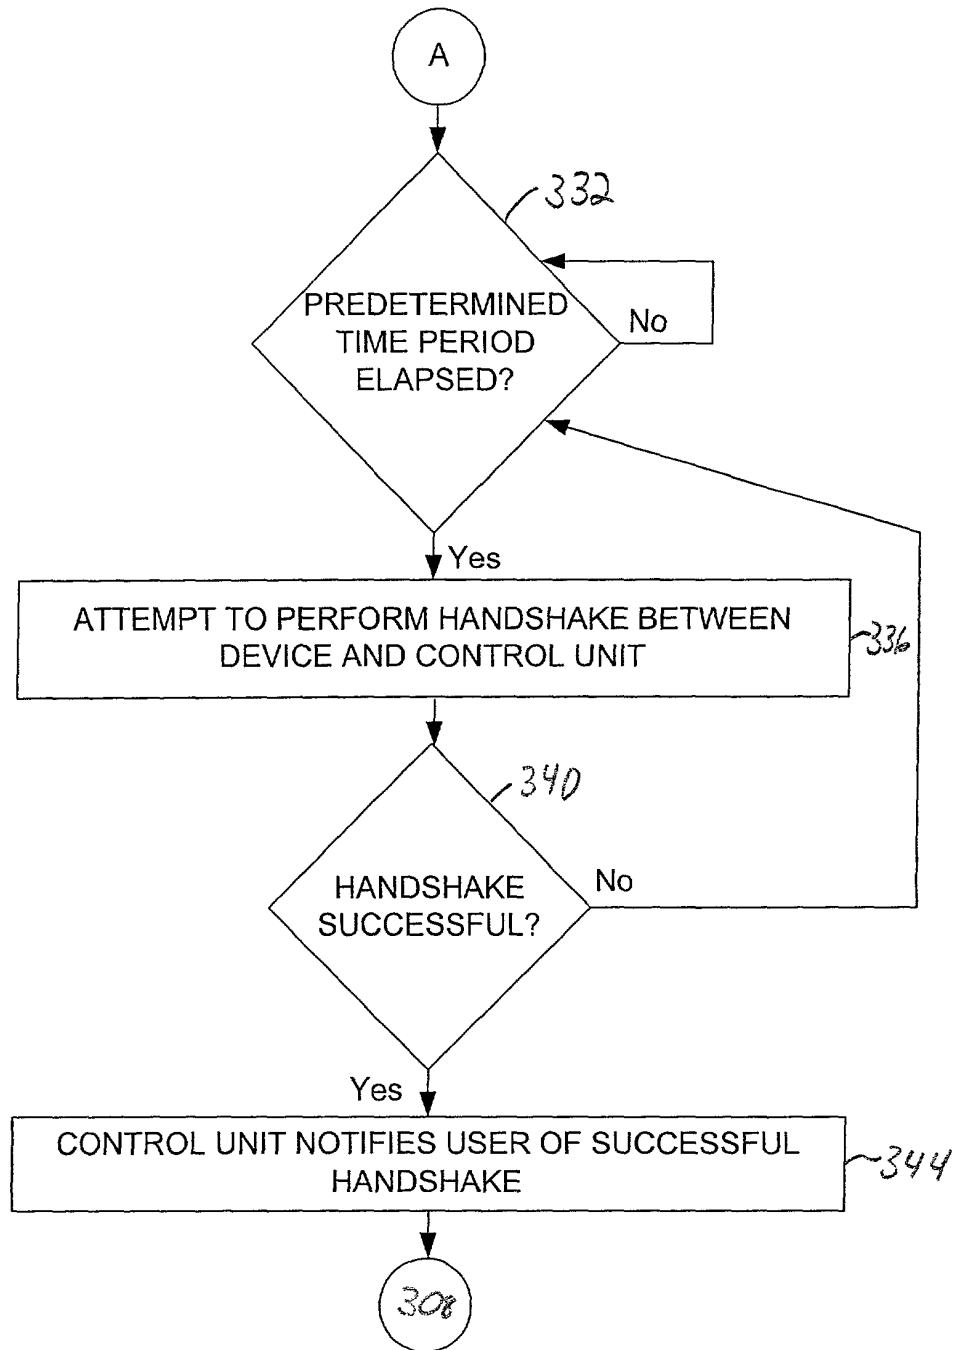 A
332
PREDETERMINED
TIME PERIOD
ELAPSED?
No
Yes
ATTEMPT TO PERFORM HANDSHAKE BETWEEN
DEVICE AND CONTROL UNIT
336
340
HANDSHAKE
SUCCESSFUL?
No
Yes
CONTROL UNIT NOTIFIES USER OF SUCCESSFUL
HANDSHAKE
344
308